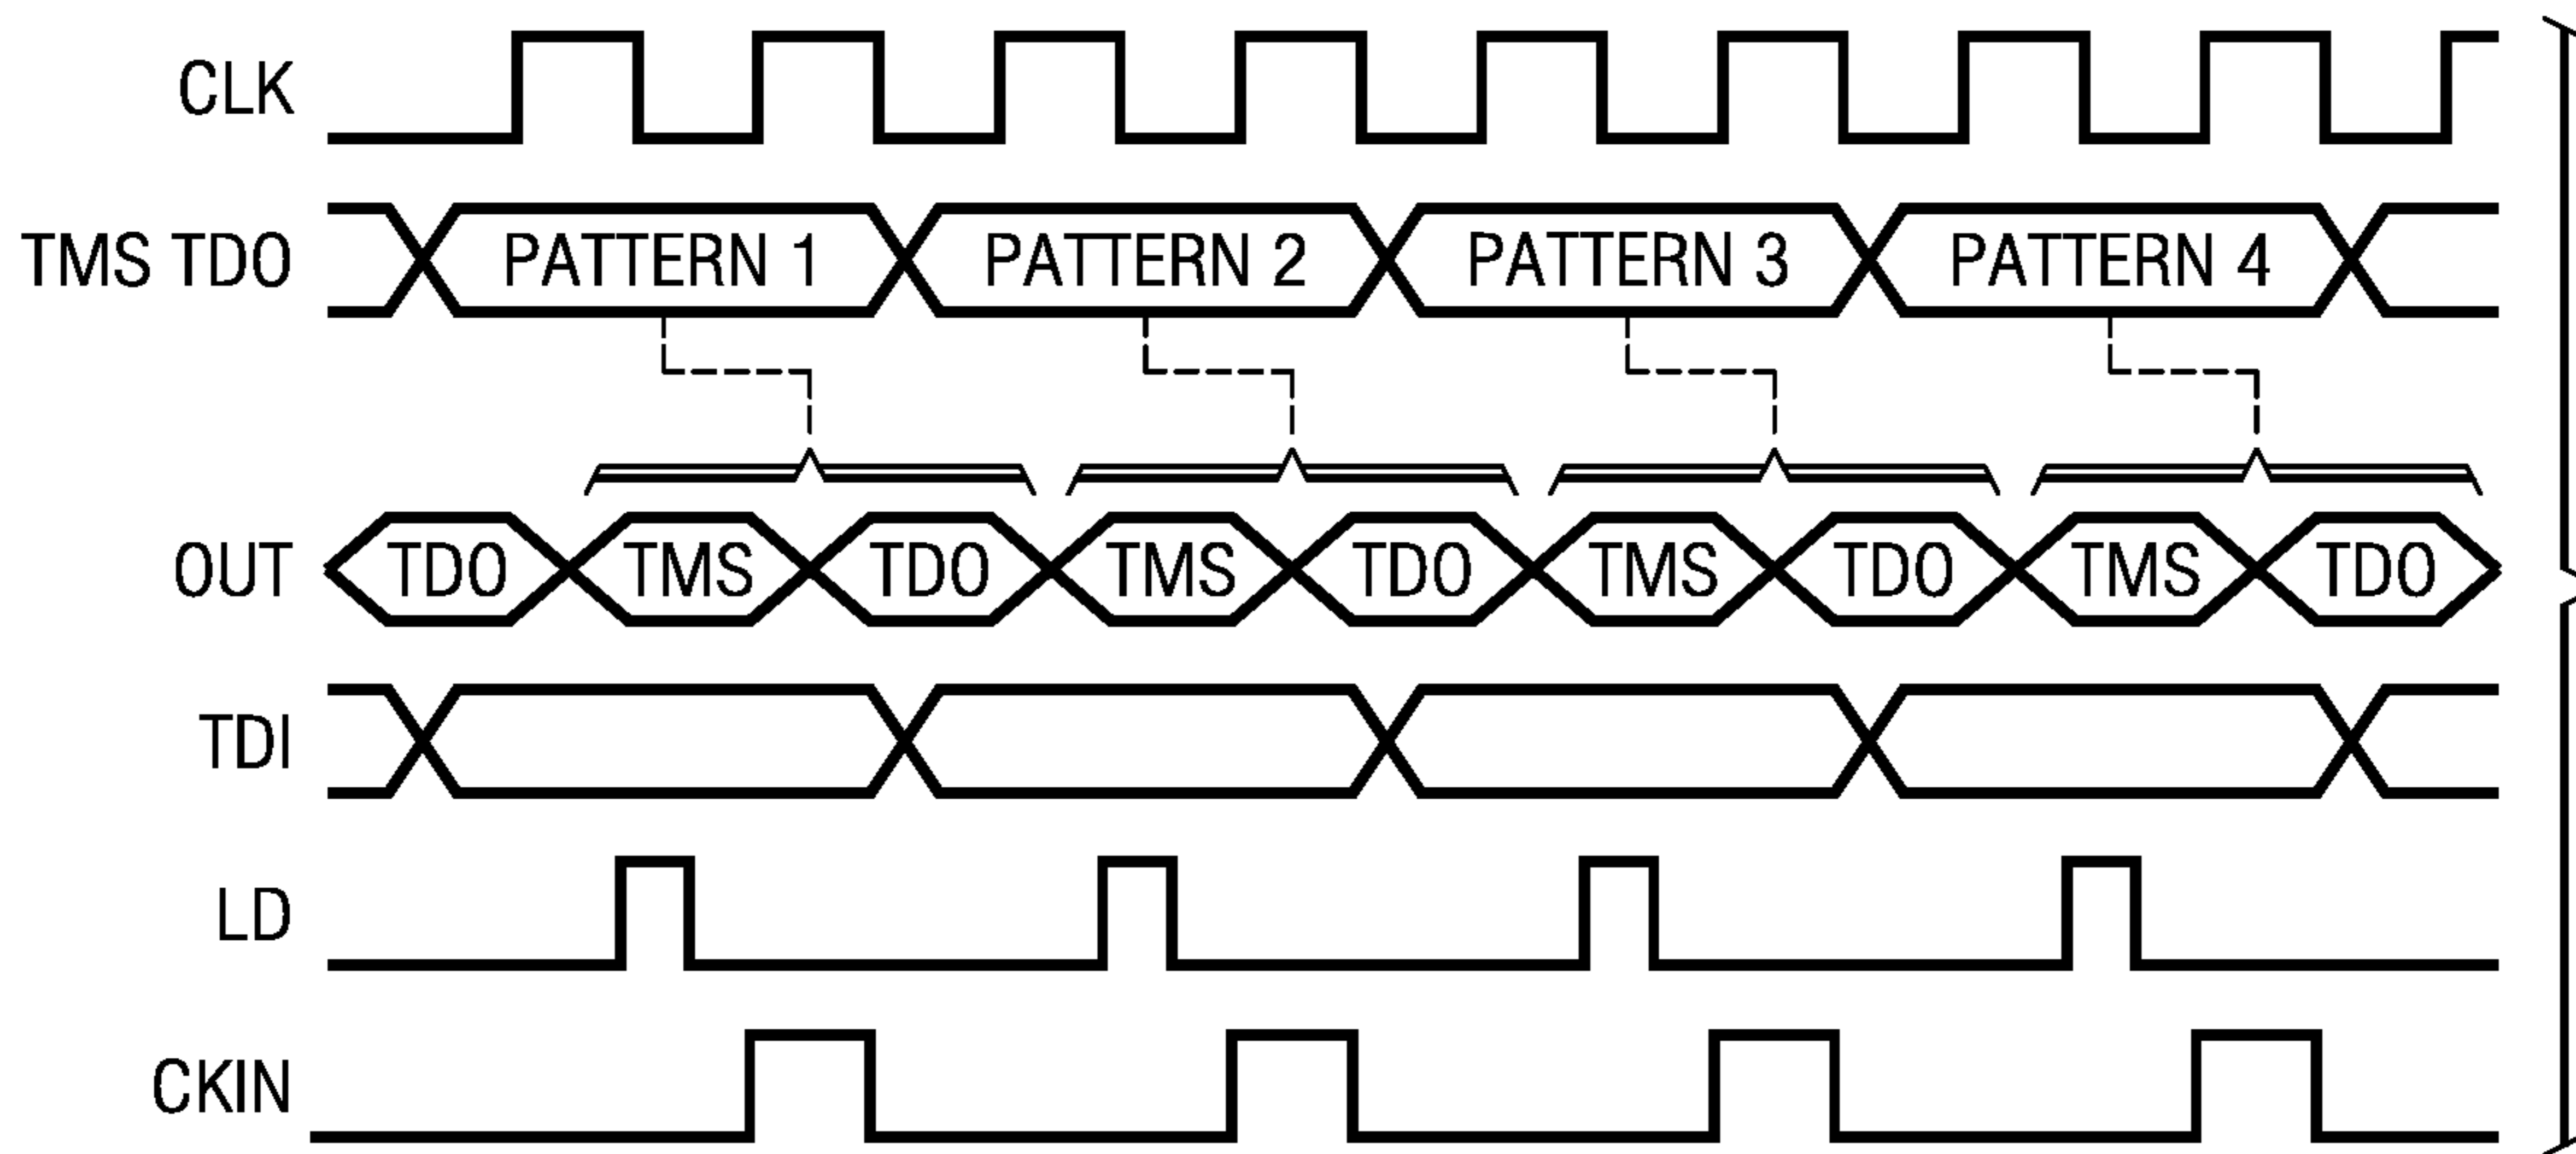 CLK
TMS TDO PATTERN 1 PATTERN 2 PATTERN 3 PATTERN 4
OUT TDO TMS TDO TMS TDO TMS TDO TMS TDO
TDI
LD
CKIN